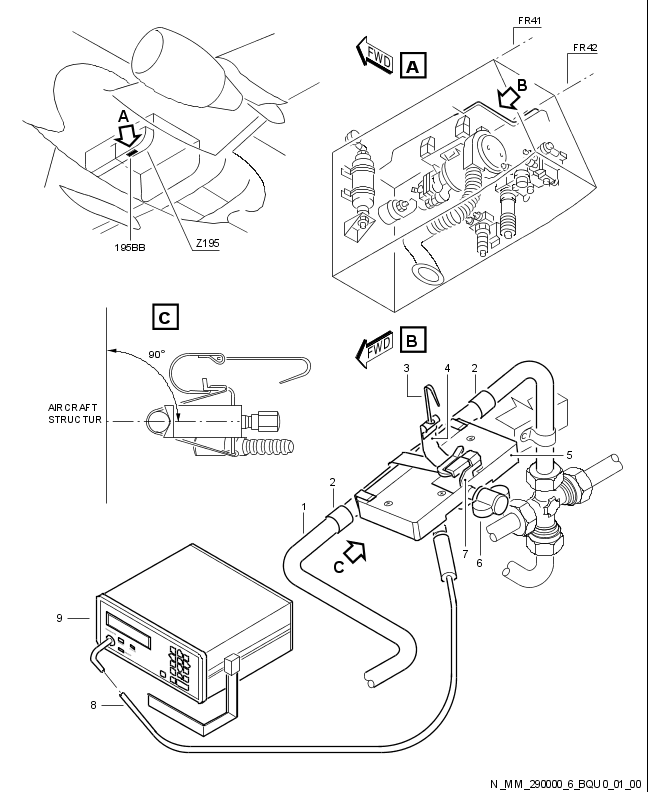 FR41
FR42
FWD
A
B
A
195BB
Z195
C
90°
AIRCRAFT
STRUCTUR
FWD
B
3
4
2
5
2
1
7
6
C
9
8
N_MM_290000_6_BQU0_01_00